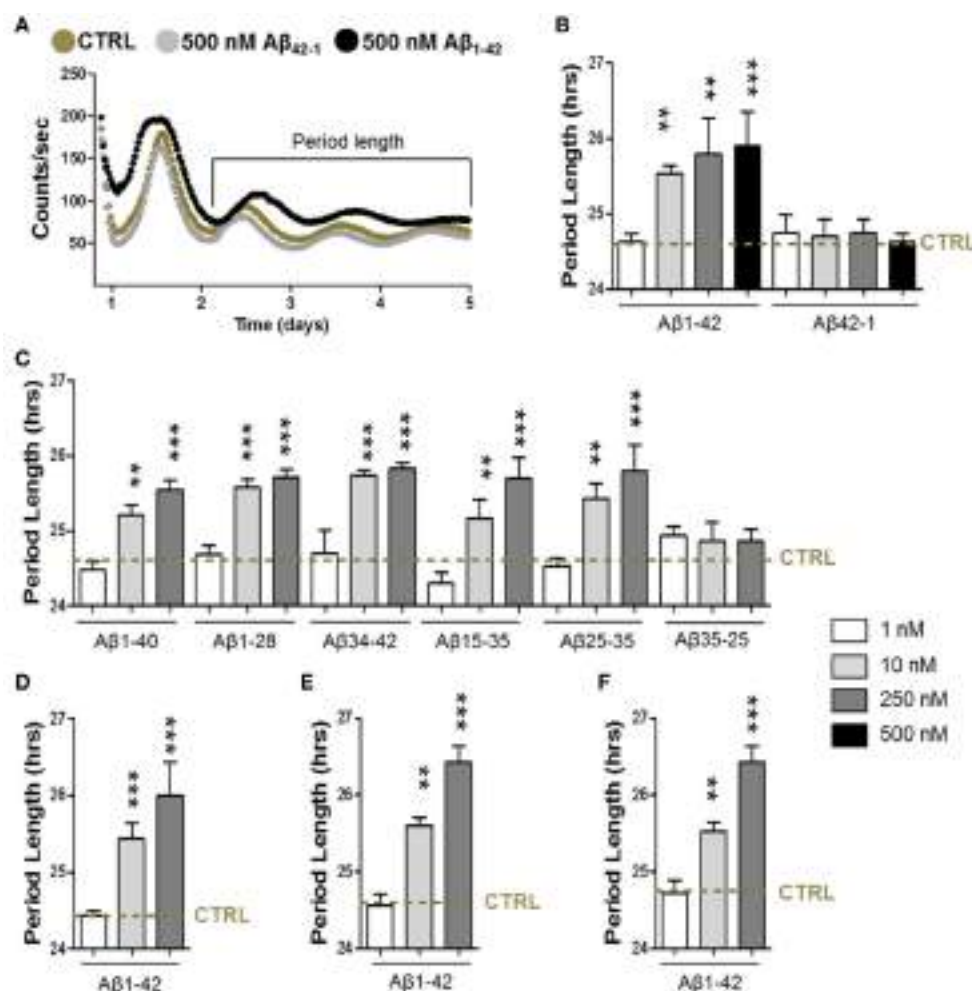 A
CTRL 500 nM Aβ42-1 500 nM Aβ1-42
250
200
150
100
50
Counts/sec
Period length
1 2 3 4 5
Time (days)
B
27
26
25
24
Period Length (hrs)
** ** ***
CTRL
Aβ1-42 Aβ42-1
C
27
26
25
24
Period Length (hrs)
** *** *** *** *** *** ** *** ** ***
CTRL
Aβ1-40 Aβ1-28 Aβ34-42 Aβ15-35 Aβ25-35 Aβ35-25
1 nM
10 nM
250 nM
500 nM
D
27
26
25
24
Period Length (hrs)
*** ***
CTRL
Aβ1-42
E
27
26
25
24
Period Length (hrs)
** ***
CTRL
Aβ1-42
F
27
26
25
24
Period Length (hrs)
** ***
CTRL
Aβ1-42